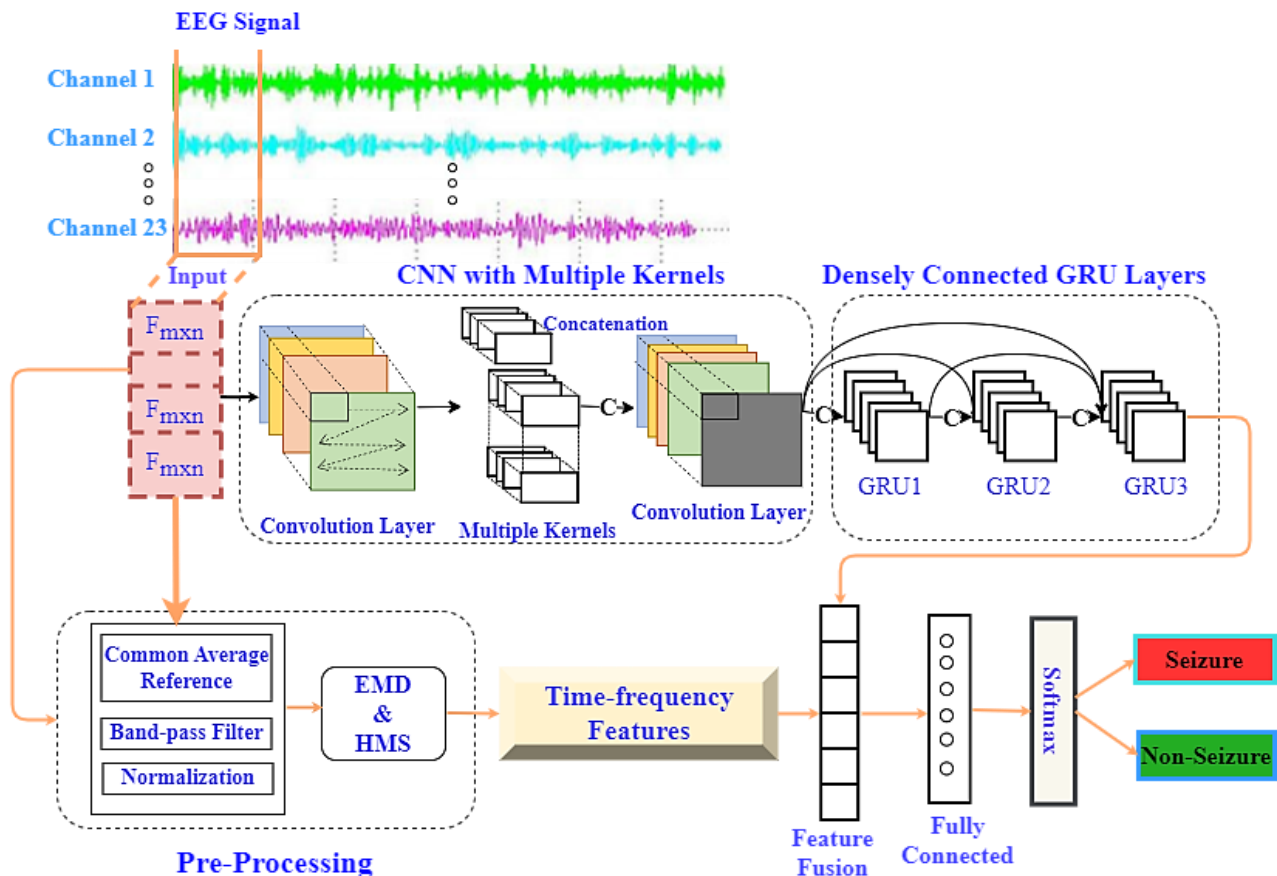 EEG Signal
Channel 1
Channel 2
Channel 23
Input
CNN with Multiple Kernels
Densely Connected GRU Layers
Fmxn
Fmxn
Fmxn
Concatenation
C
C
C
C
GRU1
GRU2
GRU3
Convolution Layer
Multiple Kernels
Convolution Layer
Common Average
Reference
Band-pass Filter
Normalization
EMD
&
HMS
Time-frequency
Features
Softmax
Seizure
Non-Seizure
Feature
Fusion
Fully
Connected
Pre-Processing